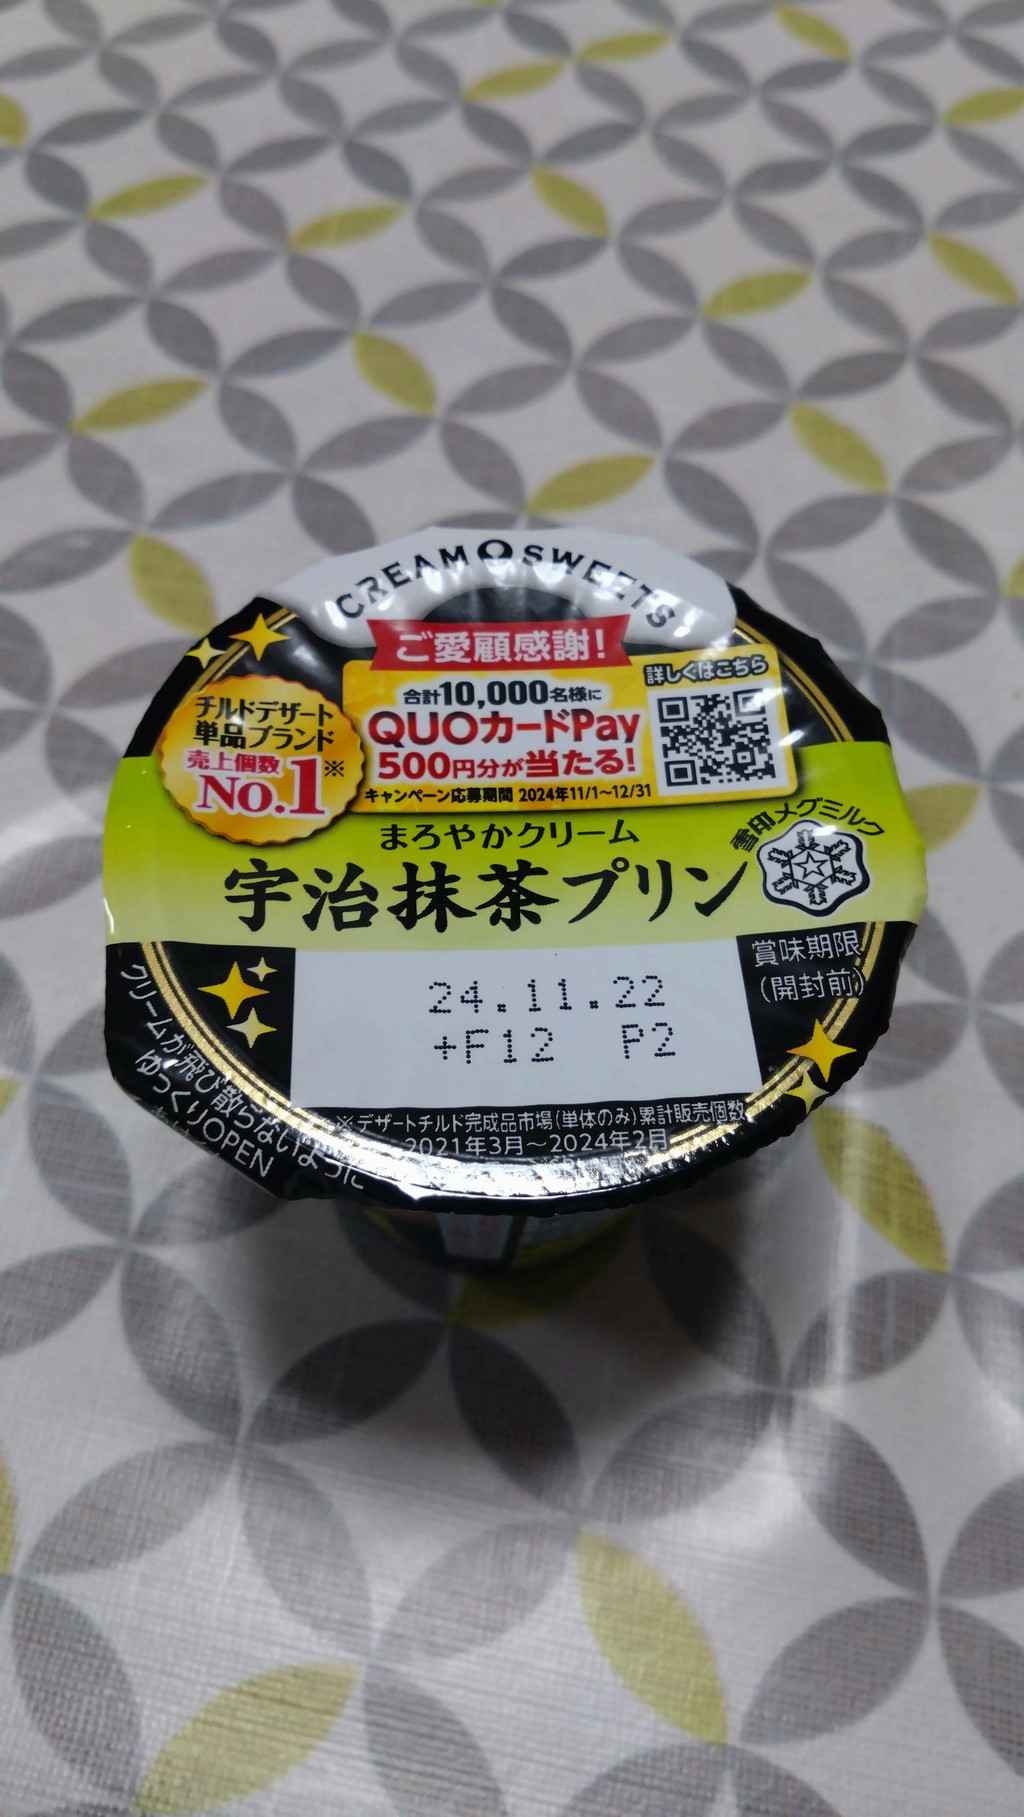 CREAM SWEETS
ご愛顧感謝!
詳しくはこちら
チルドデザート
単品ブランド
売上個数
No.1※
合計10,000名様に
QUOカードPay
500円分が当たる!
キャンペーン応募期間 2024年11/1~12/31
雪印メグミルク
まろやかクリーム
宇治抹茶プリン
賞味期限
(開封前)
24.11.22
+F12 P2
※デザートチルド完成品市場(単体のみ)累計販売個数
2021年3月~2024年2月
クリームが飛び散らないように
ゆっくりOPEN